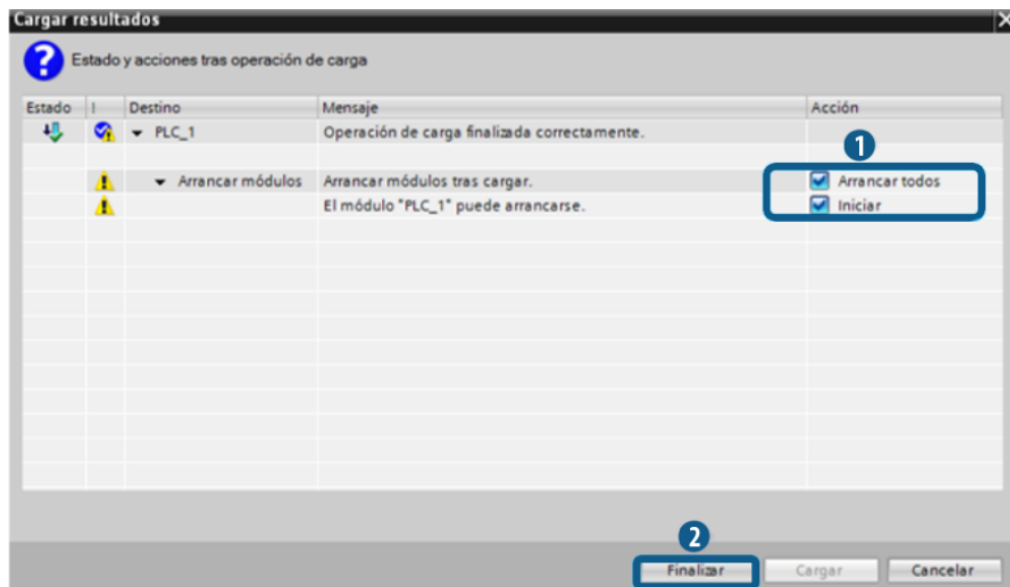 Cargar resultados
Estado y acciones tras operación de carga
Estado ! Destino Mensaje Acción
PLC_1 Operación de carga finalizada correctamente.
1
Arrancar módulos Arrancar módulos tras cargar. Arrancar todos
El módulo "PLC_1" puede arrancarse. Iniciar
2
Finalizar Cargar Cancelar